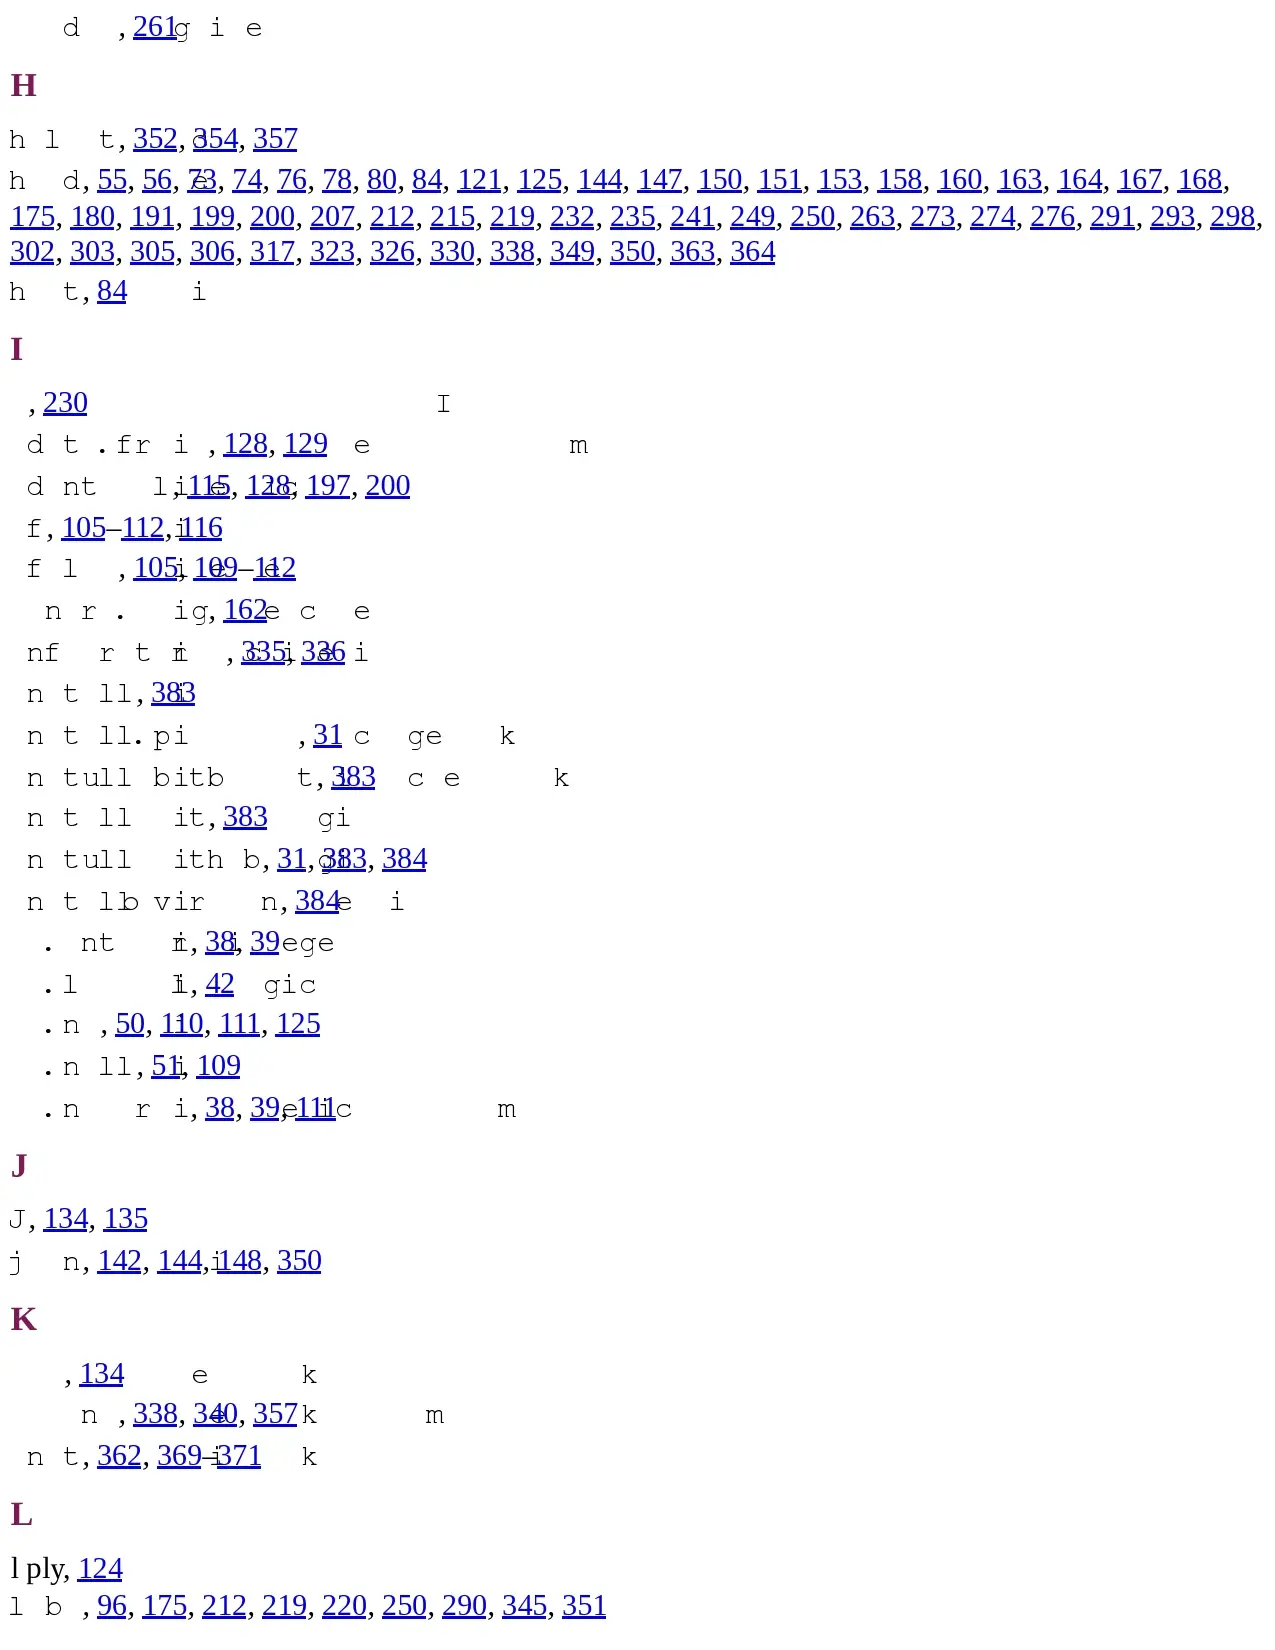 d , 261 g i e
H
h l t, 352, 354, 357
h d, 55, 56, 73, 74, 76, 78, 80, 84, 121, 125, 144, 147, 150, 151, 153, 158, 160, 163, 164, 167, 168,
175, 180, 191, 199, 200, 207, 212, 215, 219, 232, 235, 241, 249, 250, 263, 273, 274, 276, 291, 293, 298,
302, 303, 305, 306, 317, 323, 326, 330, 338, 349, 350, 363, 364
h t, 84 i
I
, 230 I
d t .fr i , 128, 129 e m
d nt l, 115, 128, 197, 200
f, 105–112, 116
f l , 105, 109–112
n r . ig, 162 e c e
nf r t r , 335, 336 i
n t ll, 383
n t ll.pi , 31 c ge k
n tull bitb t, 383 c e k
n t ll it, 383 gi
n tull ith b, 31, 383, 384
n t llb vir n, 384 e i
. nt r, 38, 39 ege
. l l, 42 gic
.n , 50, 110, 111, 125
.n ll, 51, 109
.n r i, 38, 39, 111 c m
J
J, 134, 135
j n, 142, 144, 148, 350
K
, 134 e k
n , 338, 340, 357 k m
n t, 362, 369–371 k
L
l ply, 124
l b , 96, 175, 212, 219, 220, 250, 290, 345, 351